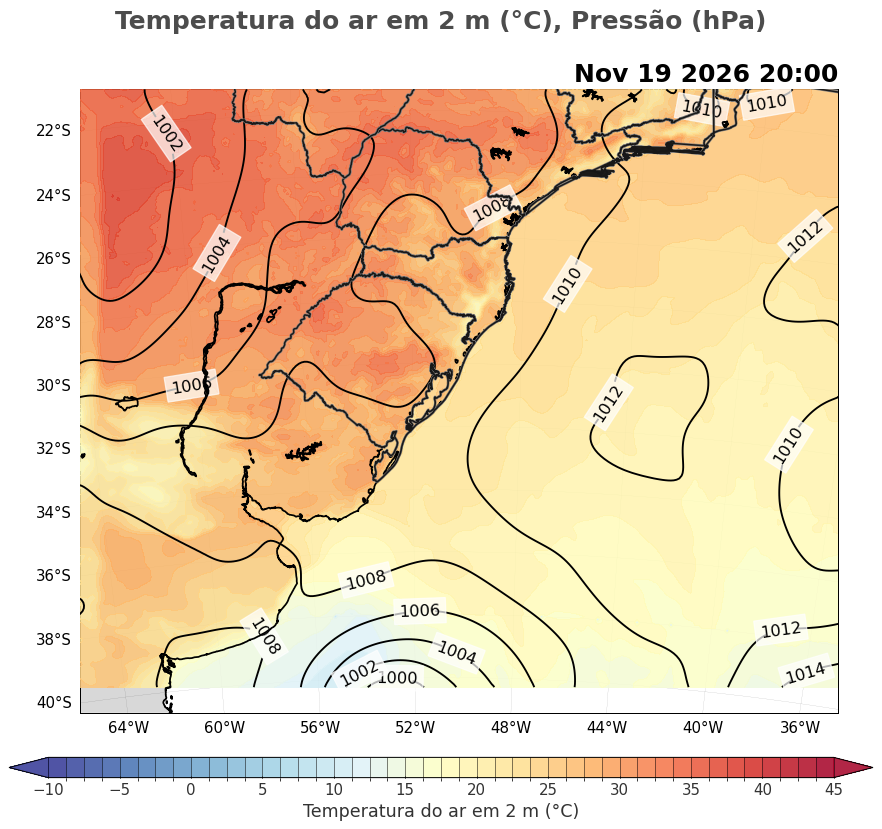 Temperatura do ar em 2 m (°C), Pressão (hPa)
Nov 19 2026 20:00
1002
1010
1010
22°S
24°S
1008
1004
1012
26°S
1010
28°S
1006
30°S
1012
1010
32°S
34°S
1008
36°S
1006
1008
1012
38°S
1004
1002
1000
1014
40°S
64°W 60°W 56°W 52°W 48°W 44°W 40°W 36°W
−10 −5 0 5 10 15 20 25 30 35 40 45
Temperatura do ar em 2 m (°C)